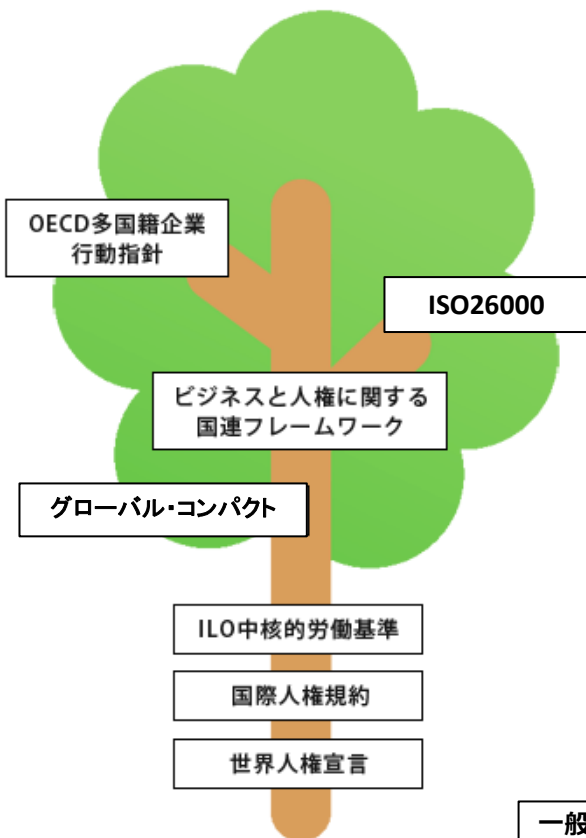 OECD多国籍企業
行動指針
ISO26000
ビジネスと人権に関する
国連フレームワーク
グローバル・コンパクト
ILO中核的労働基準
国際人権規約
世界人権宣言
一般